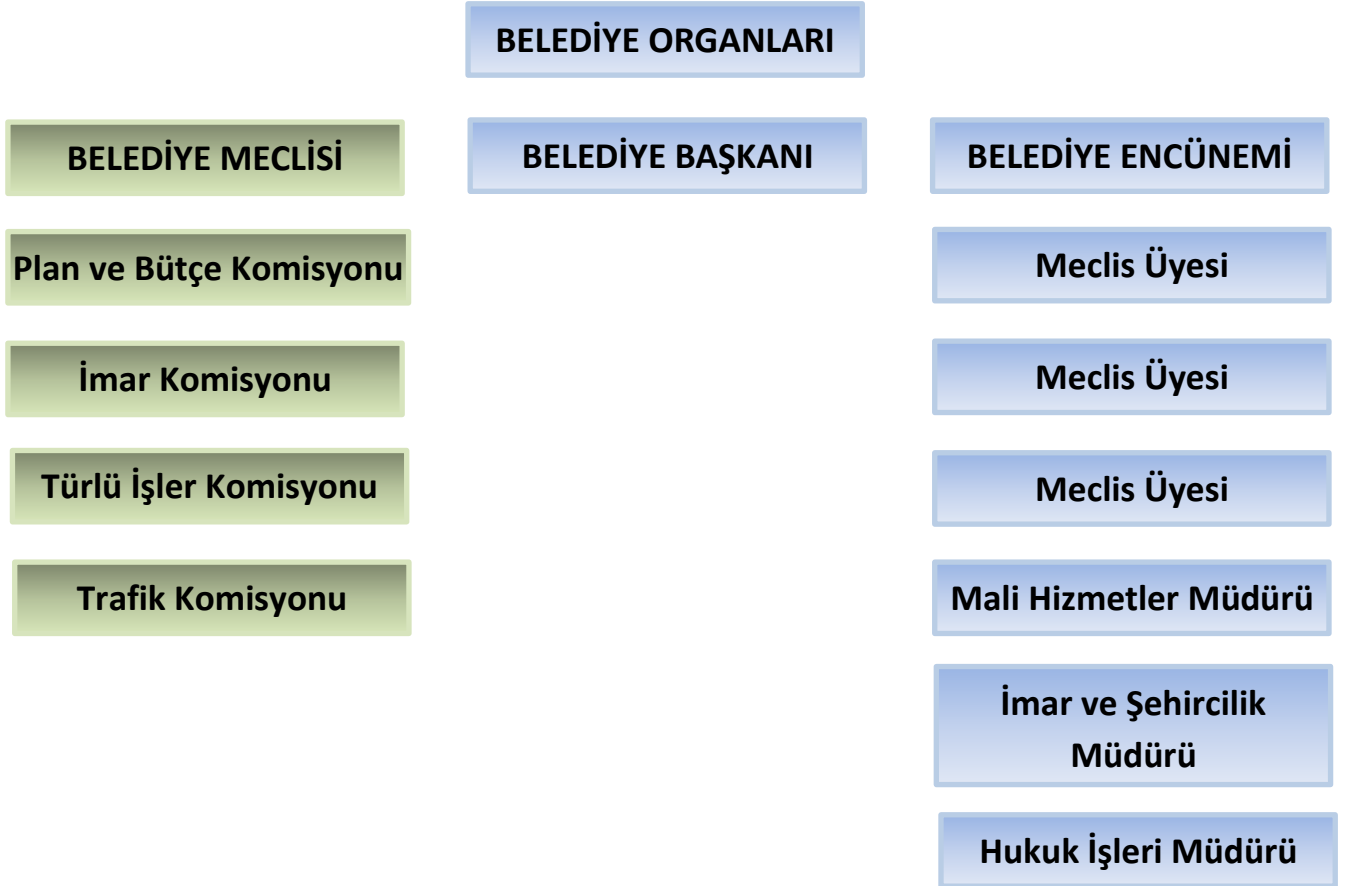 BELEDİYE ORGANLARI
BELEDİYE MECLİSİ
BELEDİYE BAŞKANI
BELEDİYE ENCÜNEMİ
Plan ve Bütçe Komisyonu
Meclis Üyesi
İmar Komisyonu
Meclis Üyesi
Türlü İşler Komisyonu
Meclis Üyesi
Trafik Komisyonu
Mali Hizmetler Müdürü
İmar ve Şehircilik
Müdürü
Hukuk İşleri Müdürü